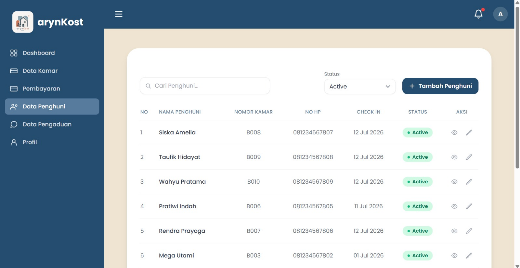 arynKost
A
Dashboard
Data Kamar
Pembayaran
Data Penghuni
Data Pengaduan
Profil
Cari Penghuni...
Status
Active
+ Tambah Penghuni
NO NAMA PENGHUNI NOMOR KAMAR NO HP CHECK IN STATUS AKSI
1 Siska Amelia B008 081234567807 12 Jul 2026 Active
2 Taufik Hidayat B009 081234567808 12 Jul 2026 Active
3 Wahyu Pratama B010 081234567809 12 Jul 2026 Active
4 Pratiwi Indah B006 081234567805 11 Jul 2026 Active
5 Rendra Prayoga B007 081234567806 12 Jul 2026 Active
6 Mega Utami B003 081234567802 01 Jul 2026 Active